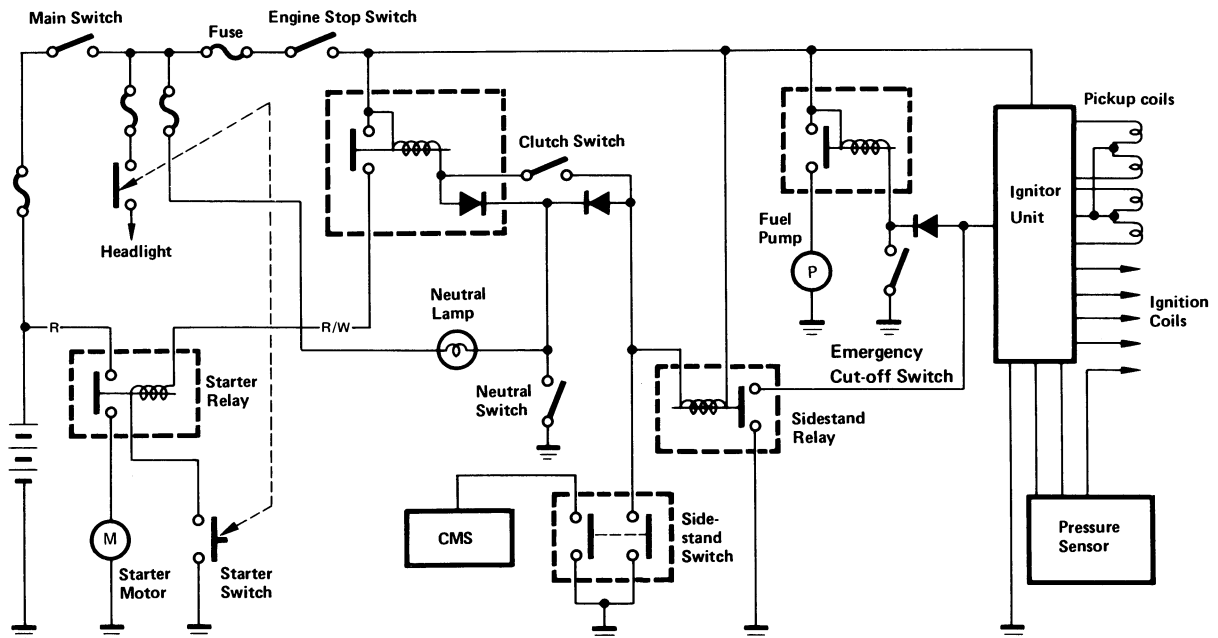 Main Switch
Fuse
Engine Stop Switch
Clutch Switch
Pickup coils
Ignitor
Unit
Fuel
Pump
P
Headlight
Neutral
Lamp
Ignition
Coils
R
R/W
Starter
Relay
Neutral
Switch
Emergency
Cut-off Switch
Sidestand
Relay
CMS
Side-
stand
Switch
M
Starter
Motor
Starter
Switch
Pressure
Sensor